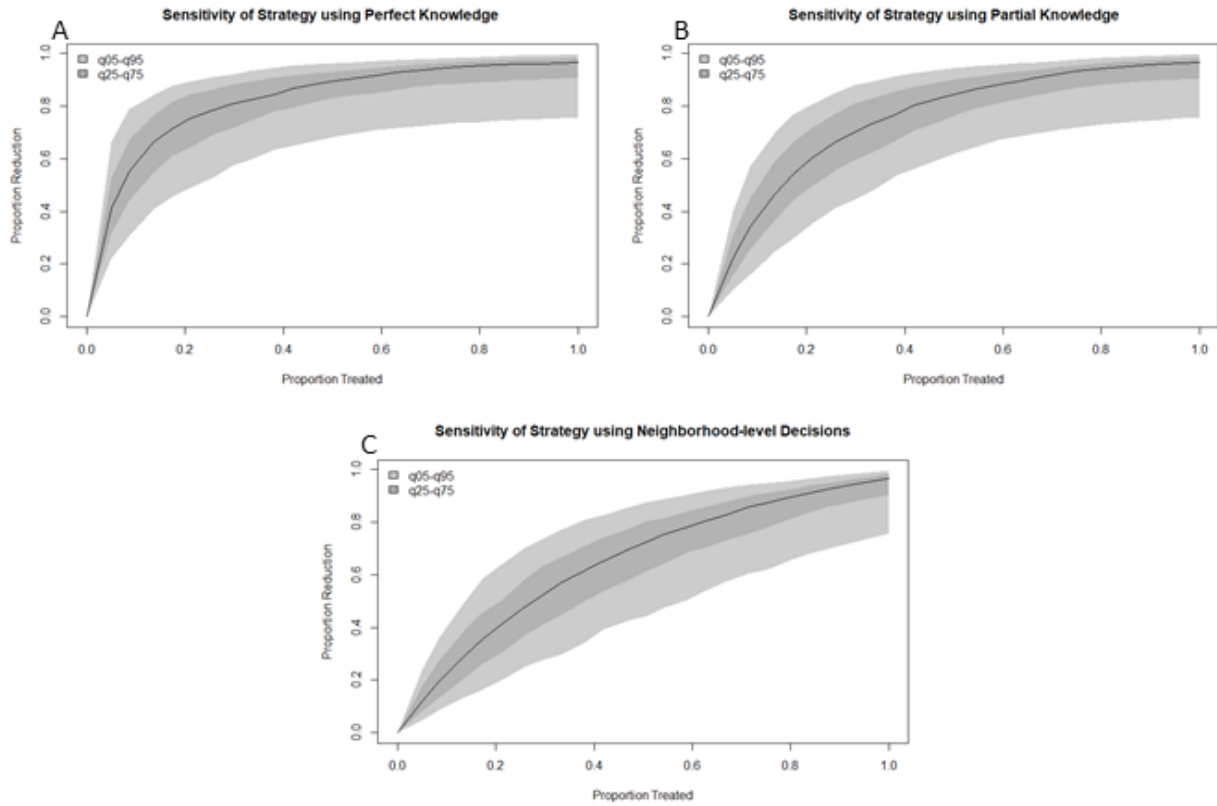 A
Sensitivity of Strategy using Perfect Knowledge
q05-q95
q25-q75
Proportion Reduction
0.0 0.2 0.4 0.6 0.8 1.0
0.0 0.2 0.4 0.6 0.8 1.0
Proportion Treated
B
Sensitivity of Strategy using Partial Knowledge
q05-q95
q25-q75
Proportion Reduction
0.0 0.2 0.4 0.6 0.8 1.0
0.0 0.2 0.4 0.6 0.8 1.0
Proportion Treated
C
Sensitivity of Strategy using Neighborhood-level Decisions
q05-q95
q25-q75
Proportion Reduction
0.0 0.2 0.4 0.6 0.8 1.0
0.0 0.2 0.4 0.6 0.8 1.0
Proportion Treated